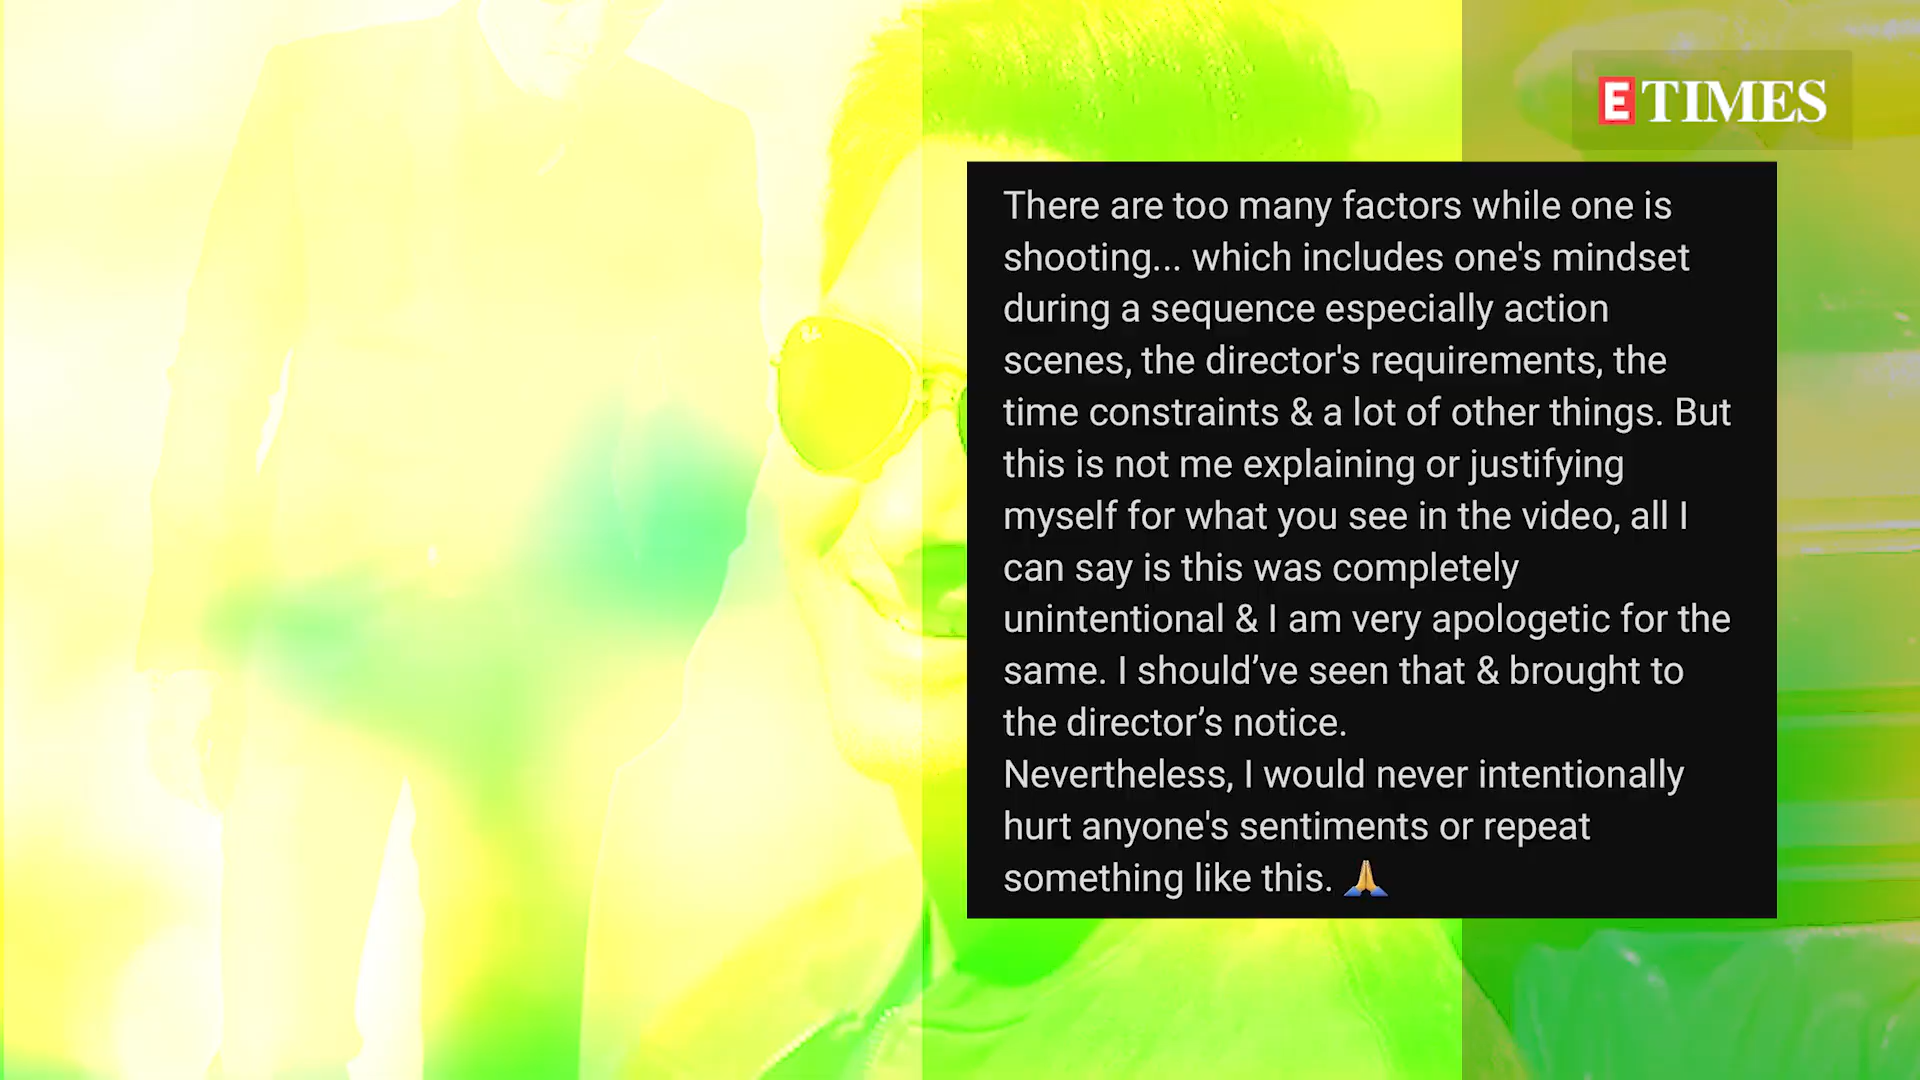 E TIMES
There are too many factors while one is
shooting... which includes one's mindset
during a sequence especially action
scenes, the director's requirements, the
time constraints & a lot of other things. But
this is not me explaining or justifying
myself for what you see in the video, all I
can say is this was completely
unintentional & I am very apologetic for the
same. I should’ve seen that & brought to
the director’s notice.
Nevertheless, I would never intentionally
hurt anyone's sentiments or repeat
something like this. 🙏